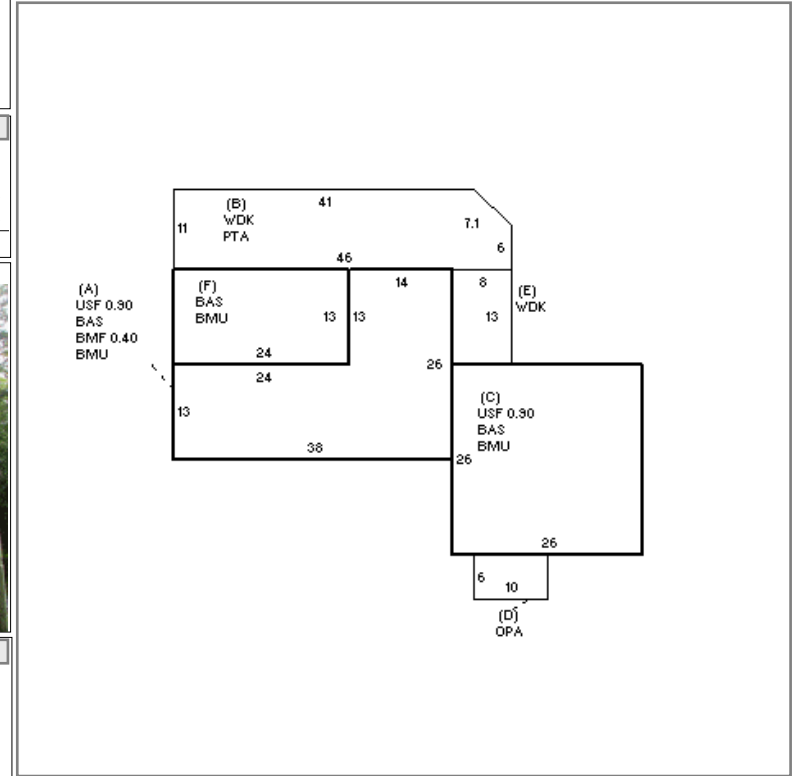 41
(B)
WDK
PTA
7.1
11
6
46
(A)
USF 0.90
BAS
BMF 0.40
BMU
(F)
BAS
BMU
14
8
(E)
WDK
13
13
13
24
26
24
(C)
USF 0.90
BAS
BMU
13
38
26
26
6
10
(D)
OPA